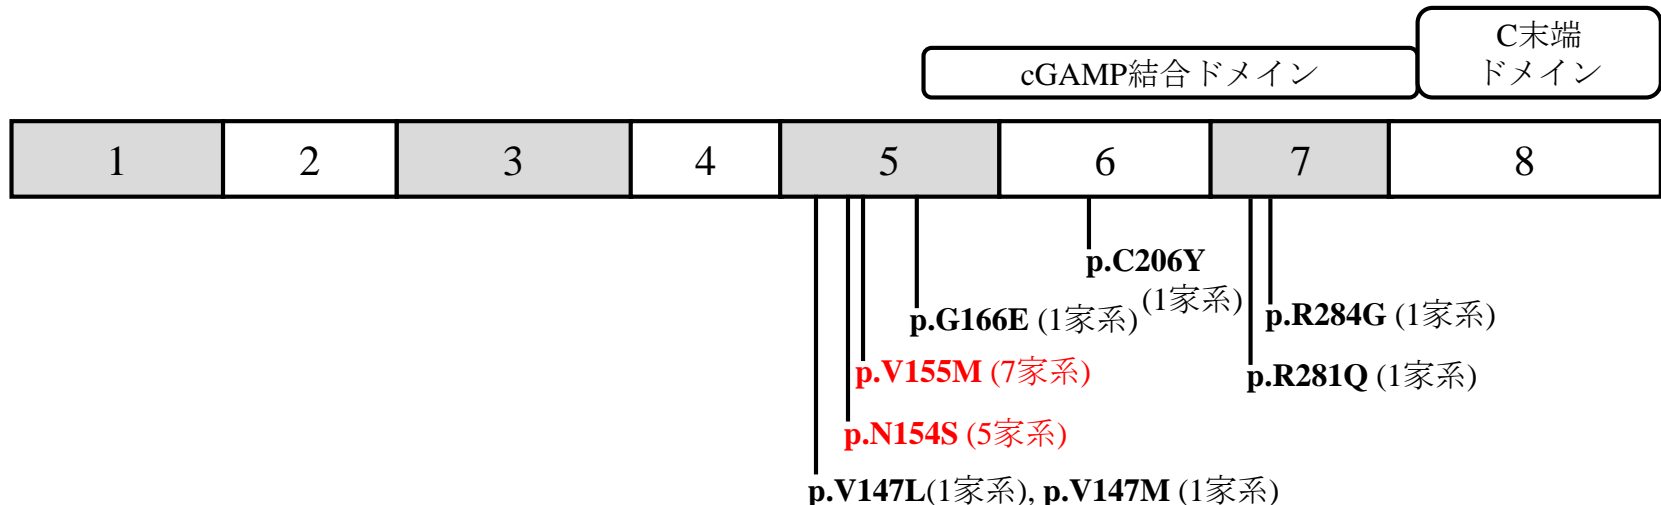 C末端
ドメイン
cGAMP結合ドメイン
1 2 3 4 5 6 7 8
p.C206Y
(1家系)
p.G166E (1家系)
p.R284G (1家系)
p.V155M (7家系)
p.R281Q (1家系)
p.N154S (5家系)
p.V147L(1家系), p.V147M (1家系)